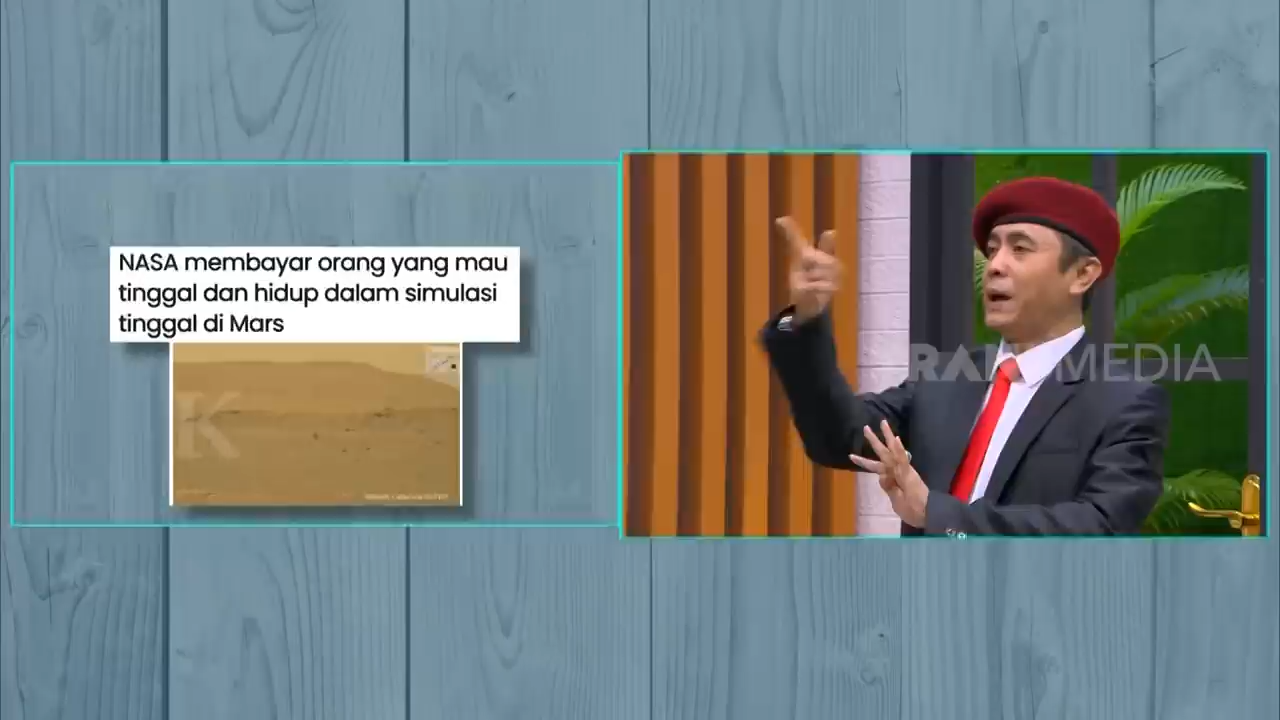 NASA membayar orang yang mau
tinggal dan hidup dalam simulasi
tinggal di Mars
K
MEDIA